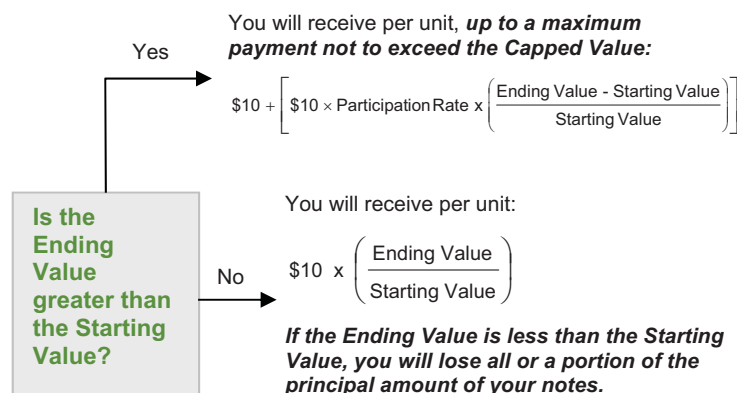 You will receive per unit, up to a maximum
payment not to exceed the Capped Value:
Yes
$10 + [ $10 × Participation Rate x ( Ending Value - Starting Value / Starting Value ) ]
Is the
Ending
Value
greater than
the Starting
Value?
No
You will receive per unit:
$10 x ( Ending Value / Starting Value )
If the Ending Value is less than the Starting
Value, you will lose all or a portion of the
principal amount of your notes.